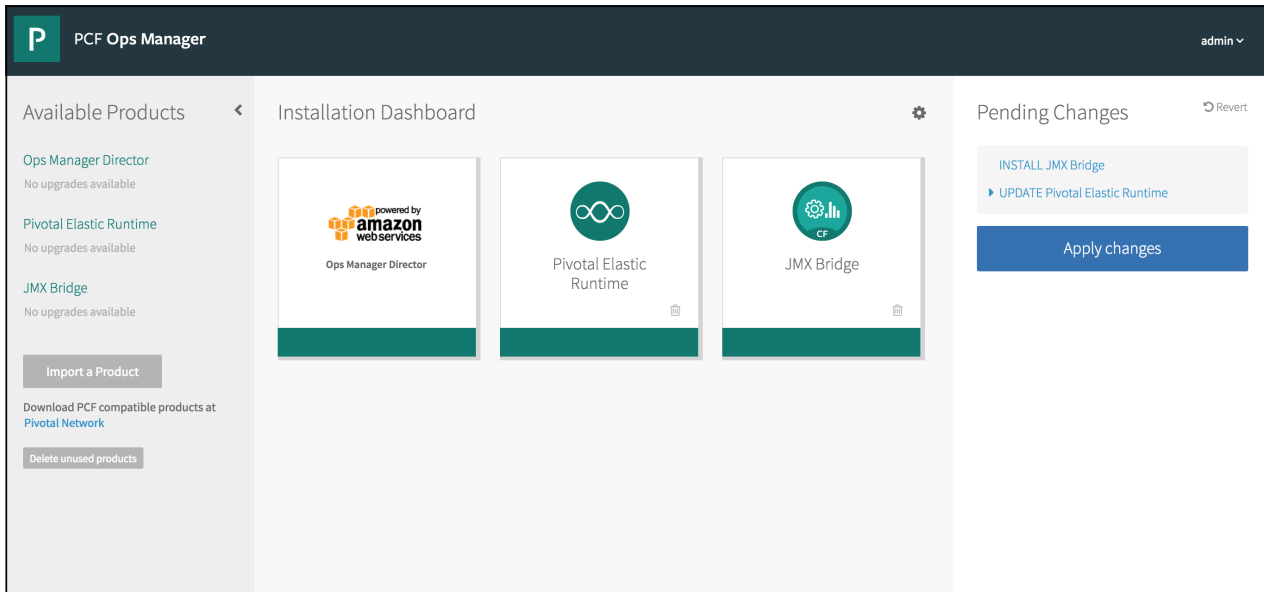 P
PCF Ops Manager
admin
Available Products
Ops Manager Director
No upgrades available
Pivotal Elastic Runtime
No upgrades available
JMX Bridge
No upgrades available
Import a Product
Download PCF compatible products at
Pivotal Network
Delete unused products
Installation Dashboard
powered by
amazon
webservices
Ops Manager Director
Pivotal Elastic
Runtime
CF
JMX Bridge
Pending Changes
Revert
INSTALL JMX Bridge
UPDATE Pivotal Elastic Runtime
Apply changes